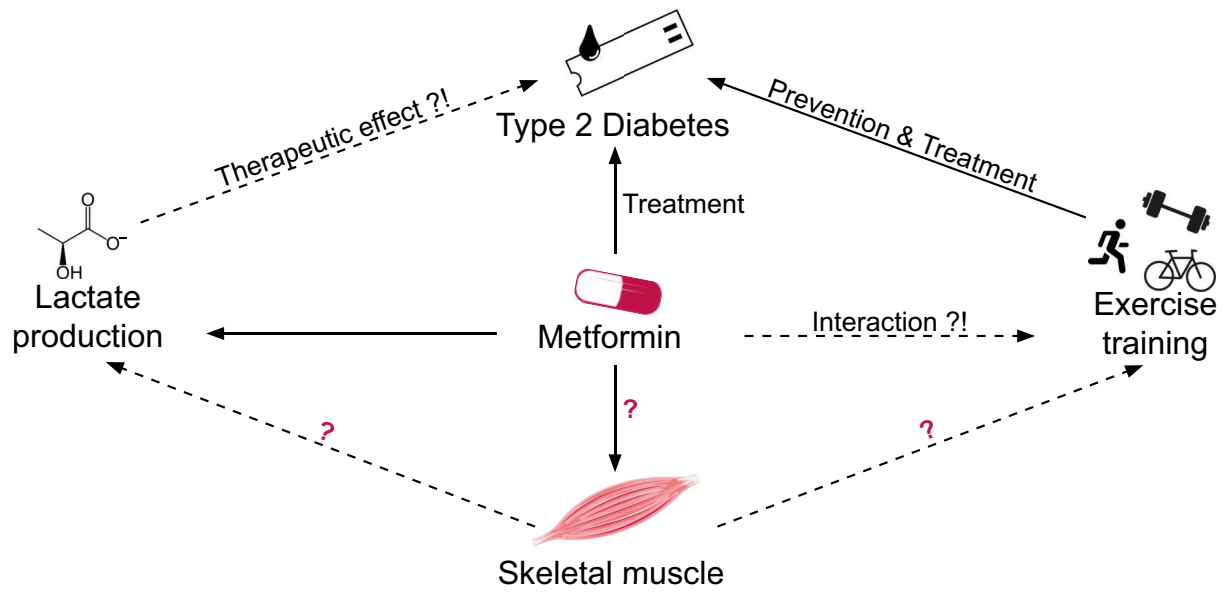 Type 2 Diabetes
Therapeutic effect ?!
Prevention & Treatment
Treatment
O
O−
OH
Lactate
production
Metformin
Interaction ?!
Exercise
training
?
?
?
Skeletal muscle